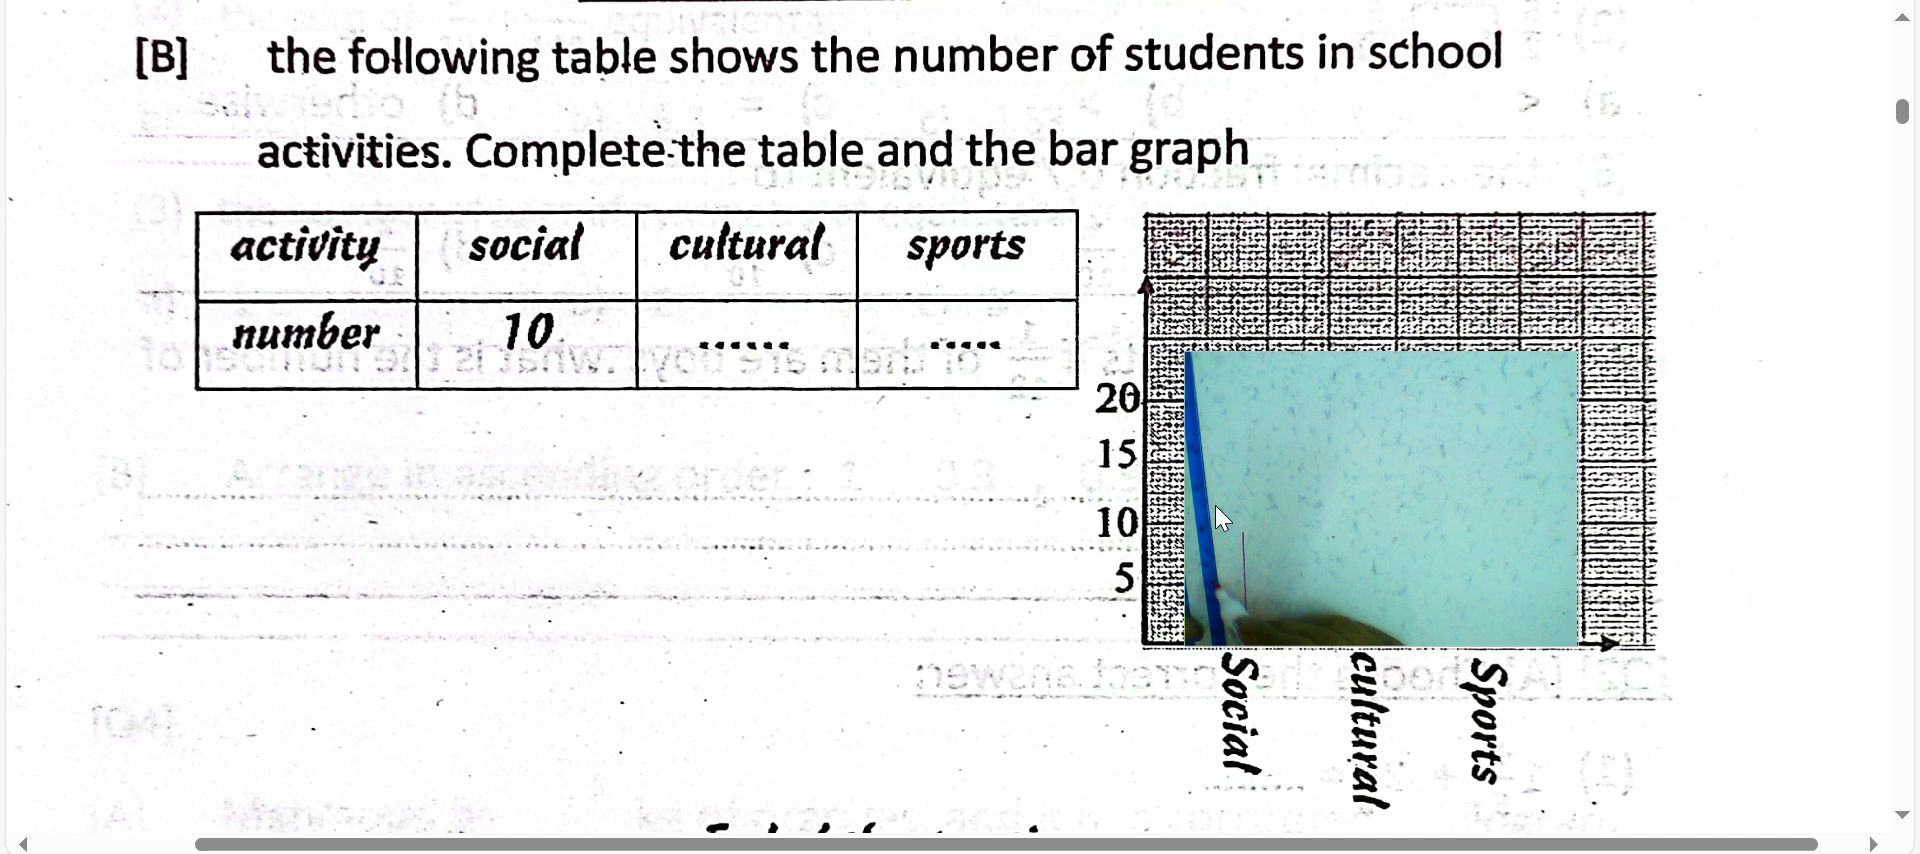 [B] the following table shows the number of students in school
activities. Complete the table and the bar graph
activity social cultural sports
number 10 ...... .....
20
15
10
5
Social
cultural
Sports